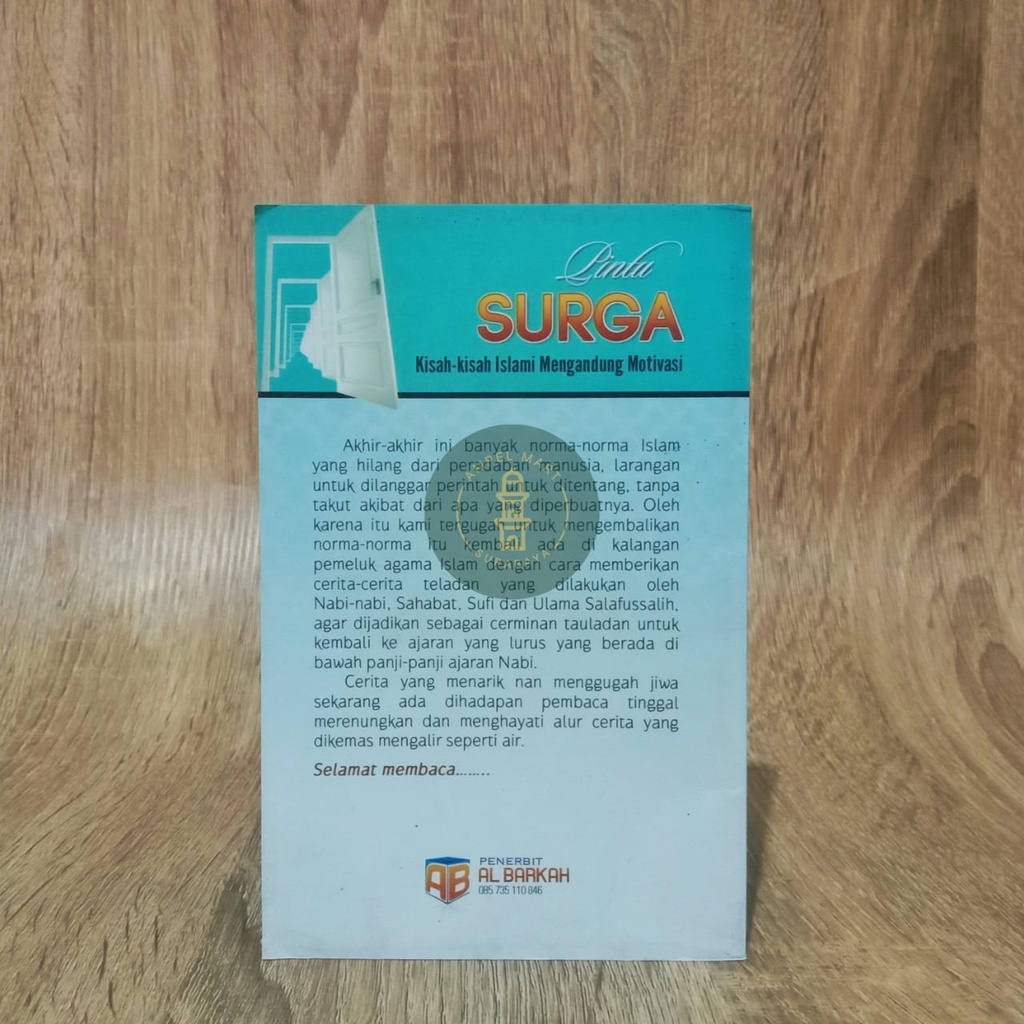 Pintu
SURGA
Kisah-kisah Islami Mengandung Motivasi
Akhir-akhir ini banyak norma-norma Islam
yang hilang dari peradaban manusia, larangan
untuk dilanggar perintah untuk ditentang, tanpa
takut akibat dari apa yang diperbuatnya. Oleh
karena itu kami tergugah untuk mengembalikan
norma-norma itu kembali ada di kalangan
pemeluk agama Islam dengan cara memberikan
cerita-cerita teladan yang dilakukan oleh
Nabi-nabi, Sahabat, Sufi dan Ulama Salafussalih,
agar dijadikan sebagai cerminan tauladan untuk
kembali ke ajaran yang lurus yang berada di
bawah panji-panji ajaran Nabi.
Cerita yang menarik nan menggugah jiwa
sekarang ada dihadapan pembaca tinggal
merenungkan dan menghayati alur cerita yang
dikemas mengalir seperti air.
Selamat membaca.......
AB
PENERBIT
AL BARKAH
085 735 110 846
AMPEL MART
SURABAYA